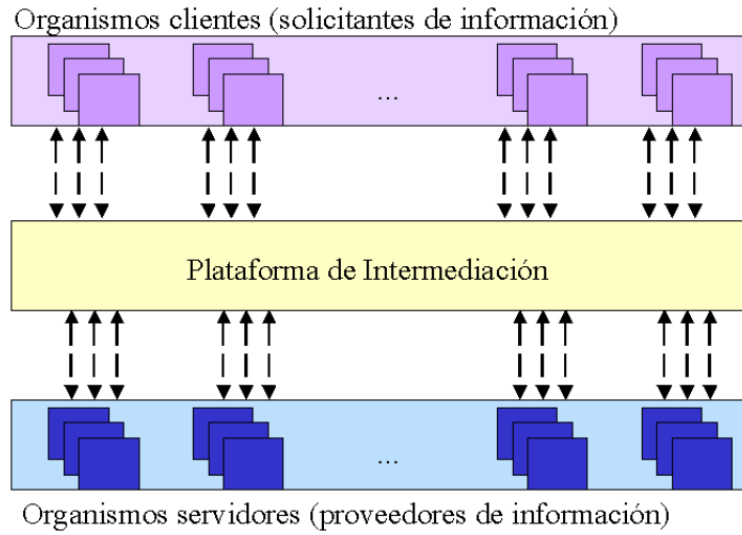 Organismos clientes (solicitantes de información)
...
Plataforma de Intermediación
...
Organismos servidores (proveedores de información)